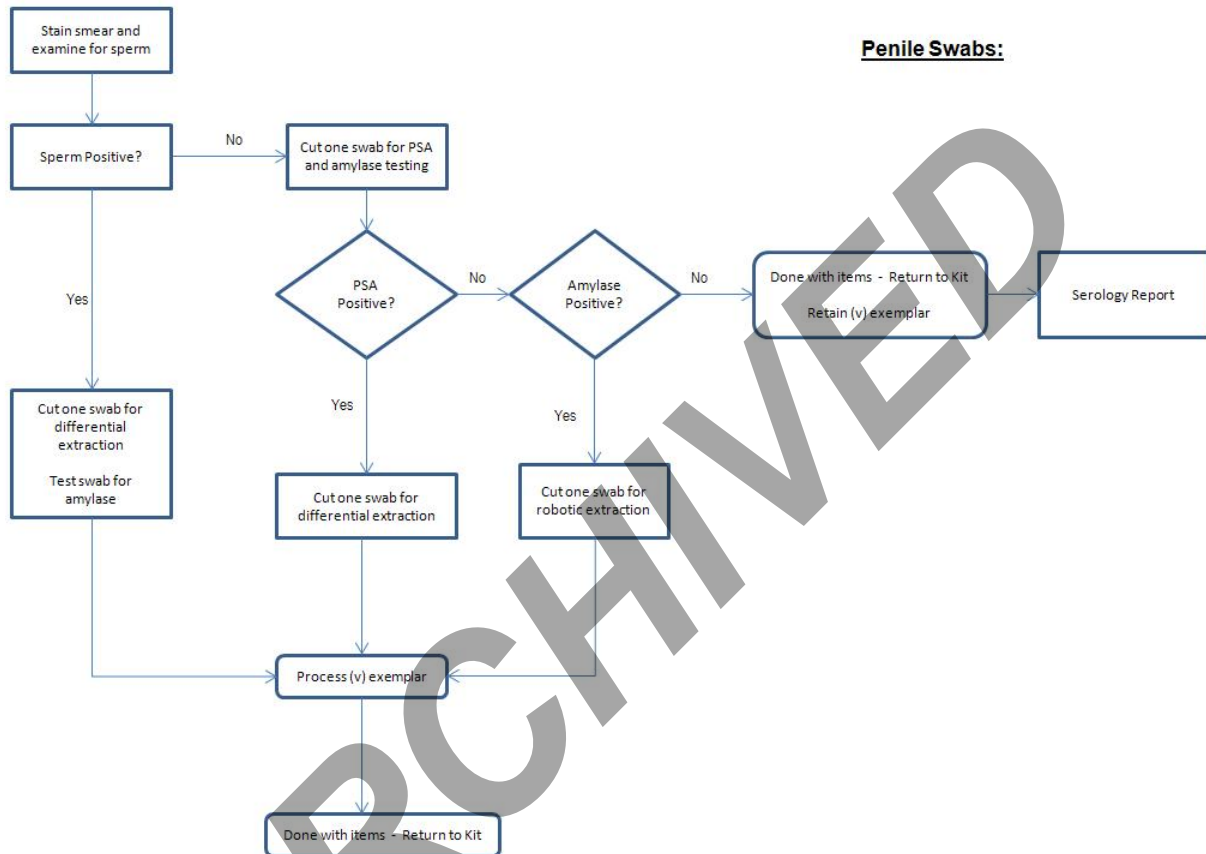 Stain smear and
examine for sperm
Penile Swabs:
Sperm Positive?
No
Cut one swab for PSA
and amylase testing
Yes
PSA
Positive?
No
Amylase
Positive?
No
Done with items - Return to Kit
Retain (v) exemplar
Serology Report
Cut one swab for
differential
extraction
Test swab for
amylase
Yes
Cut one swab for
differential extraction
Yes
Cut one swab for
robotic extraction
Process (v) exemplar
Done with items - Return to Kit
ARCHIVED